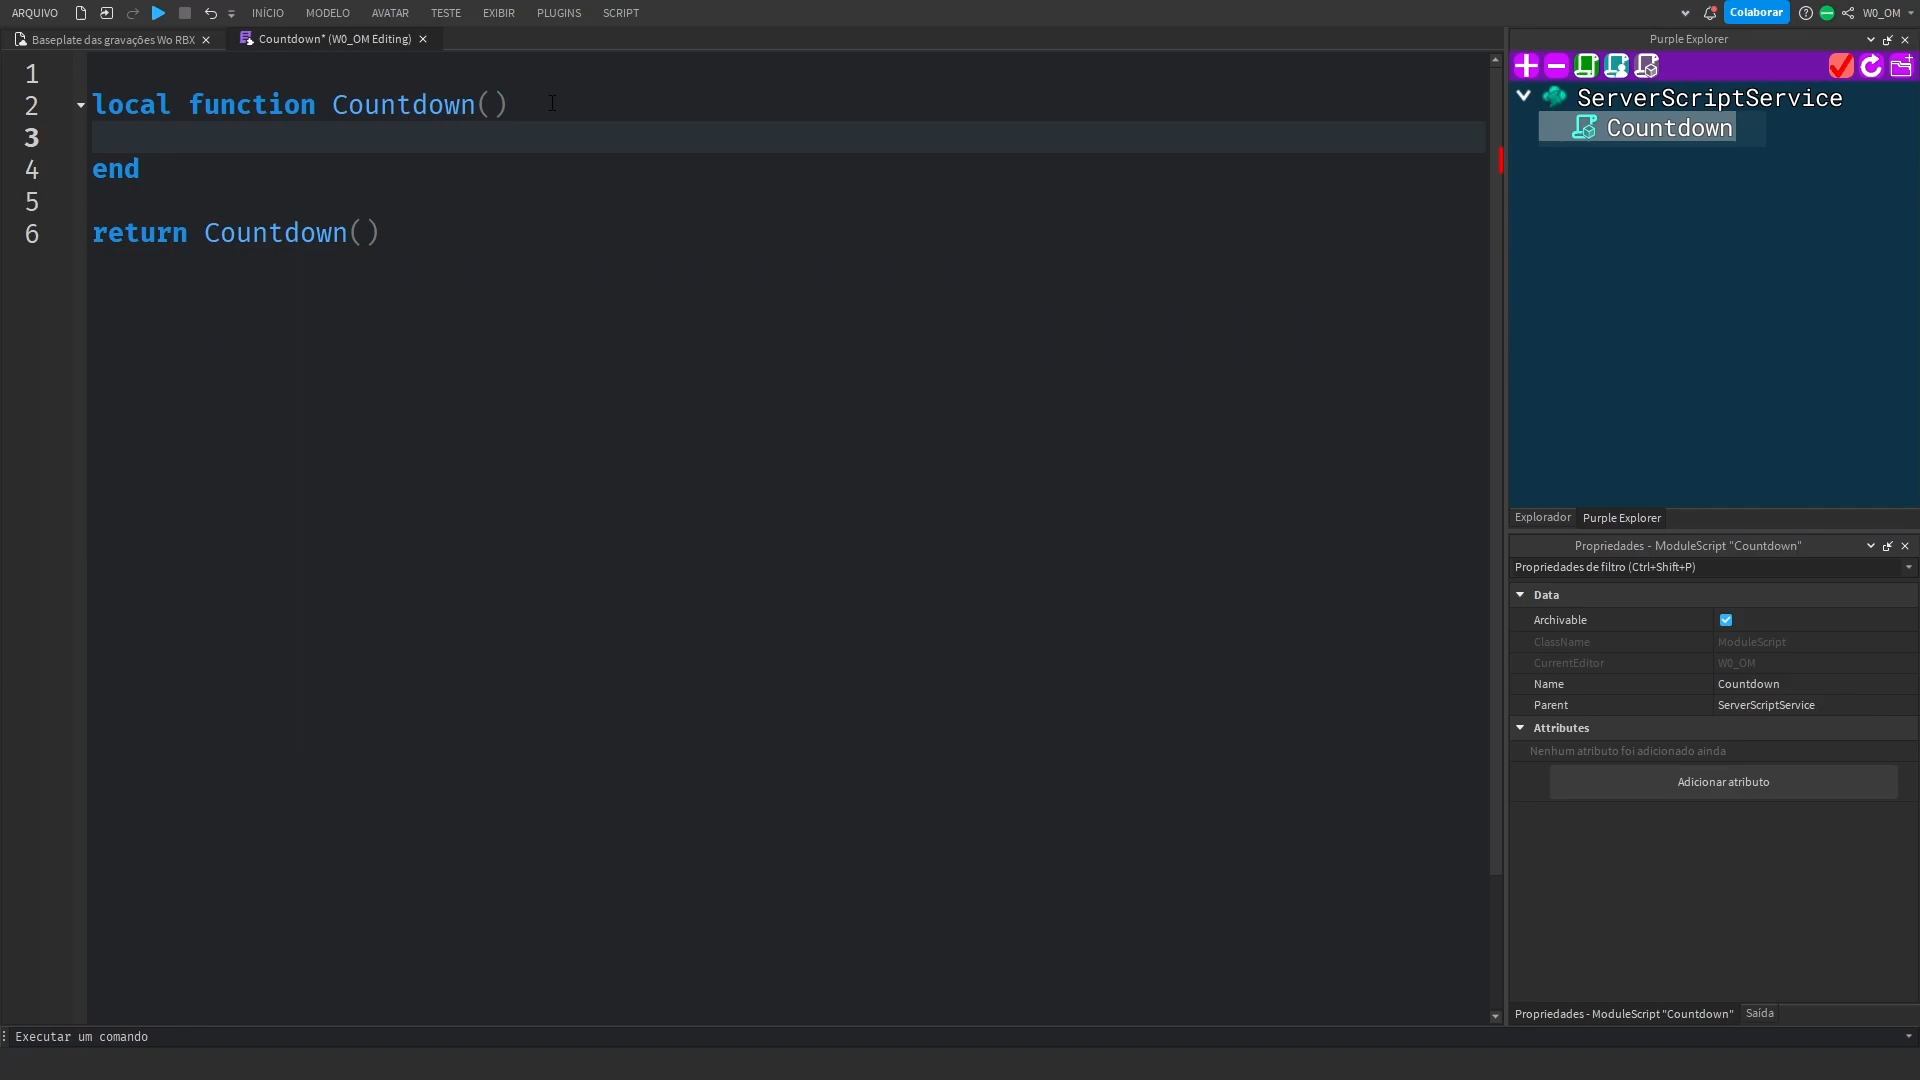 ARQUIVO INÍCIO MODELO AVATAR TESTE EXIBIR PLUGINS SCRIPT Colaborar W0_OM
Baseplate das gravações Wo RBX
Countdown* (W0_OM Editing)
1
2 local function Countdown()
3
4 end
5
6 return Countdown()
Purple Explorer
ServerScriptService
Countdown
Explorador Purple Explorer
Propriedades - ModuleScript "Countdown"
Propriedades de filtro (Ctrl+Shift+P)
Data
Archivable
ClassName ModuleScript
CurrentEditor W0_OM
Name Countdown
Parent ServerScriptService
Attributes
Nenhum atributo foi adicionado ainda
Adicionar atributo
Propriedades - ModuleScript "Countdown" Saída
Executar um comando